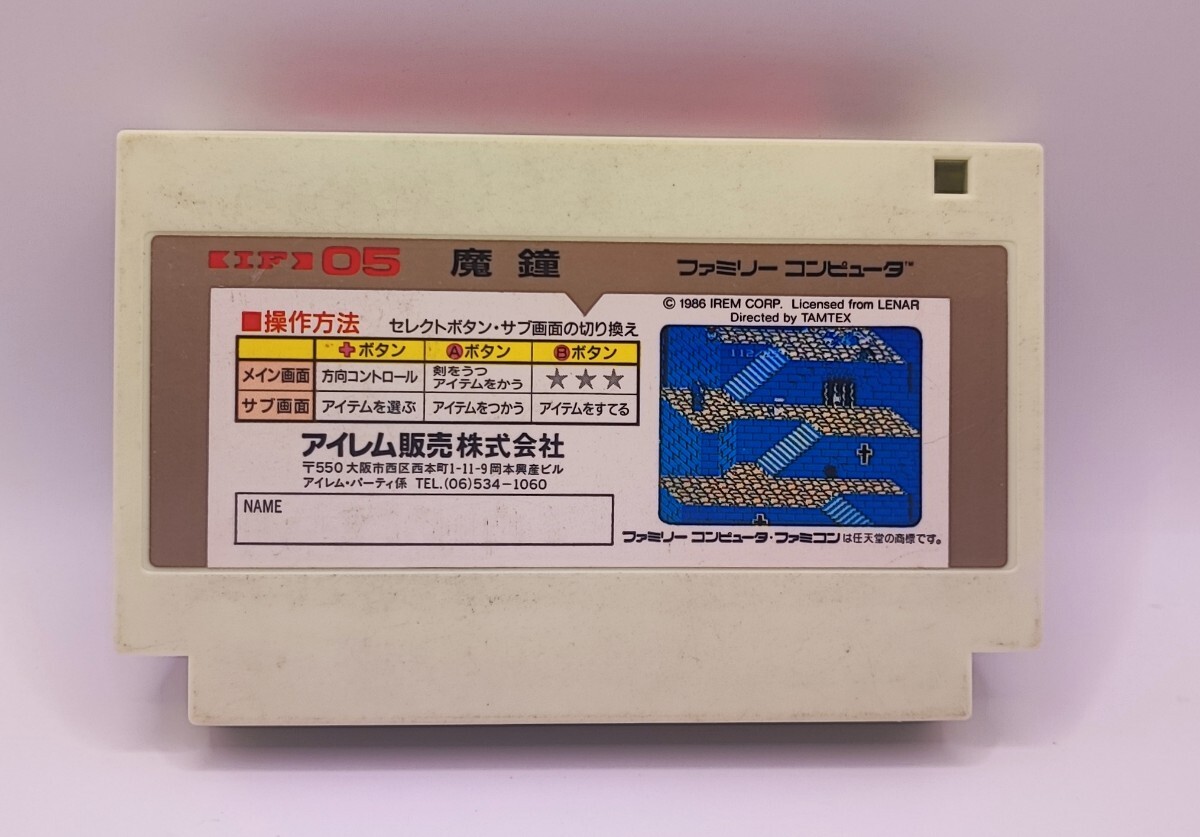 IF 05 魔鐘 ファミリー コンピュータ™
© 1986 IREM CORP. Licensed from LENAR
Directed by TAMTEX
■操作方法 セレクトボタン・サブ画面の切り換え
✚ボタン Ⓐボタン Ⓑボタン
メイン画面 方向コントロール 剣をうつ アイテムをかう ★★★
サブ画面 アイテムを選ぶ アイテムをつかう アイテムをすてる
アイレム販売株式会社
〒550 大阪市西区西本町1-11-9岡本興産ビル
アイレム・パーティ係 TEL.(06)534-1060
NAME
ファミリー コンピュータ・ファミコンは任天堂の商標です。